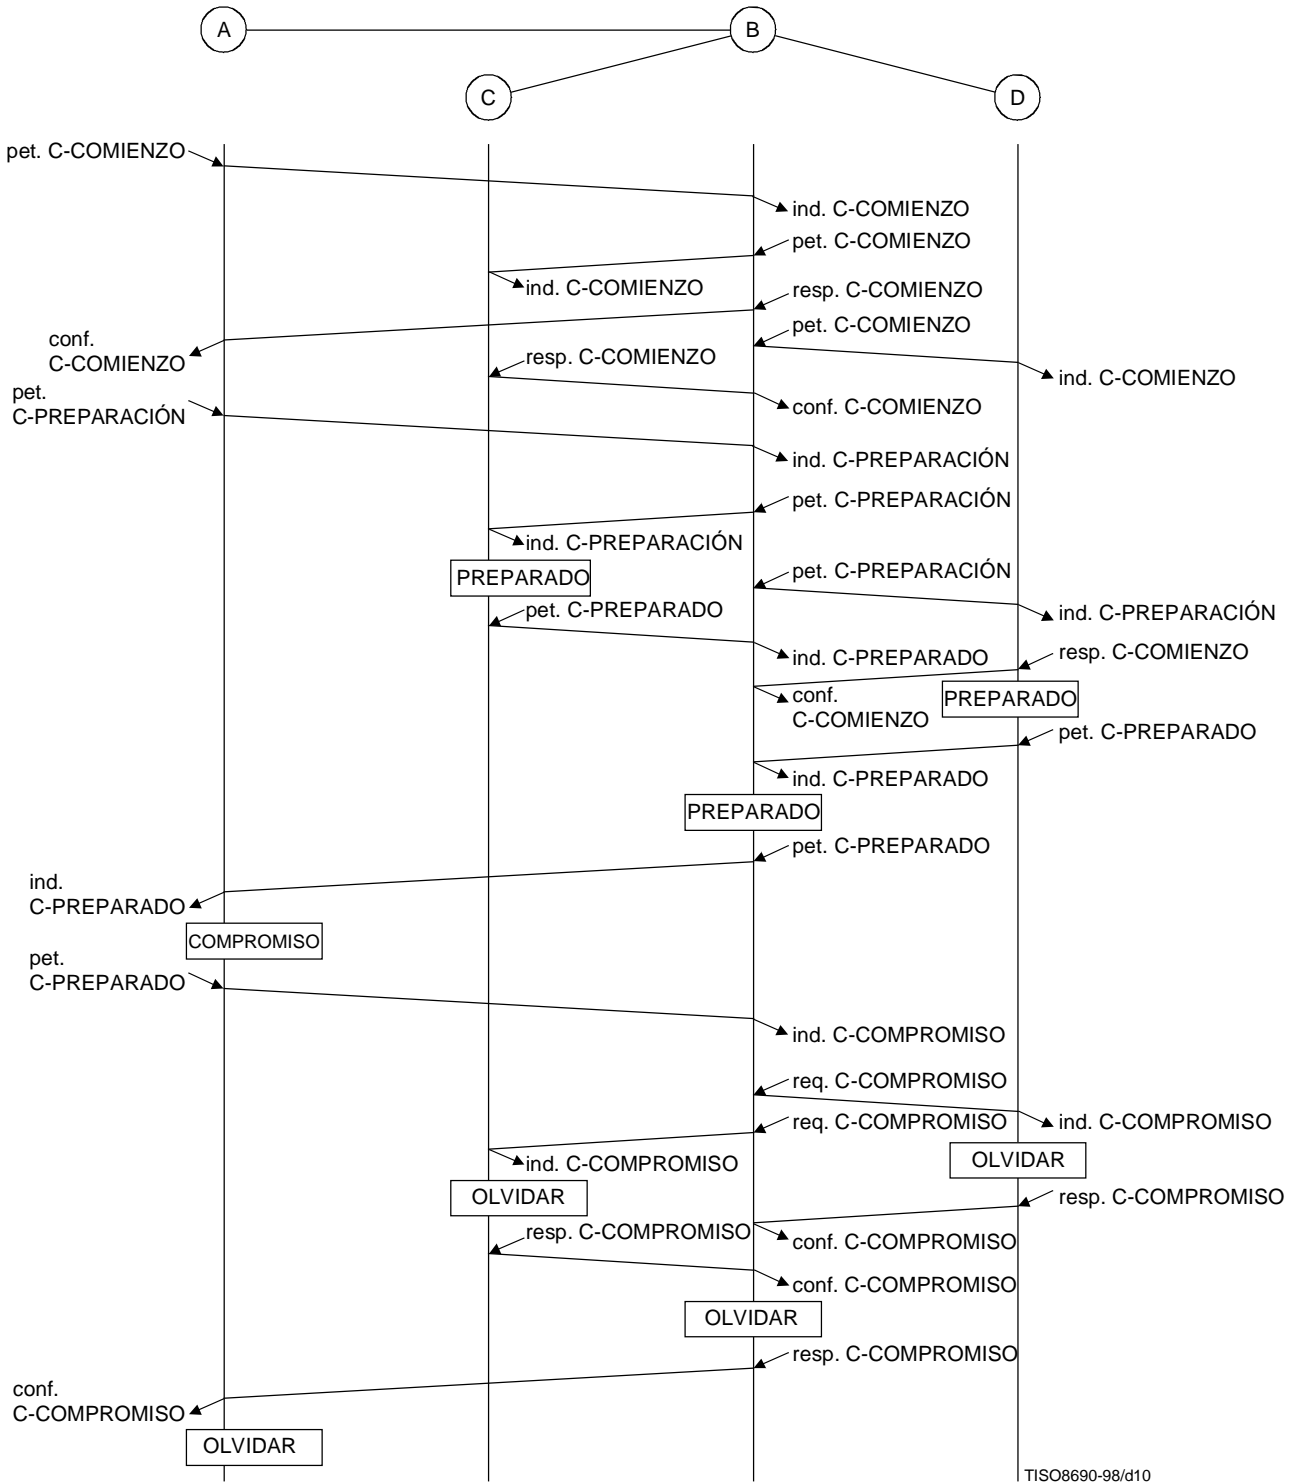 A
B
C
D
pet. C-COMIENZO
ind. C-COMIENZO
pet. C-COMIENZO
ind. C-COMIENZO
resp. C-COMIENZO
pet. C-COMIENZO
conf.
C-COMIENZO
resp. C-COMIENZO
ind. C-COMIENZO
pet.
C-PREPARACIÓN
conf. C-COMIENZO
ind. C-PREPARACIÓN
pet. C-PREPARACIÓN
ind. C-PREPARACIÓN
PREPARADO
pet. C-PREPARACIÓN
pet. C-PREPARADO
ind. C-PREPARACIÓN
ind. C-PREPARADO
resp. C-COMIENZO
conf.
C-COMIENZO
PREPARADO
pet. C-PREPARADO
ind. C-PREPARADO
PREPARADO
pet. C-PREPARADO
ind.
C-PREPARADO
COMPROMISO
pet.
C-PREPARADO
ind. C-COMPROMISO
req. C-COMPROMISO
req. C-COMPROMISO
ind. C-COMPROMISO
ind. C-COMPROMISO
OLVIDAR
OLVIDAR
resp. C-COMPROMISO
resp. C-COMPROMISO
conf. C-COMPROMISO
conf. C-COMPROMISO
OLVIDAR
resp. C-COMPROMISO
conf.
C-COMPROMISO
OLVIDAR
TISO8690-98/d10